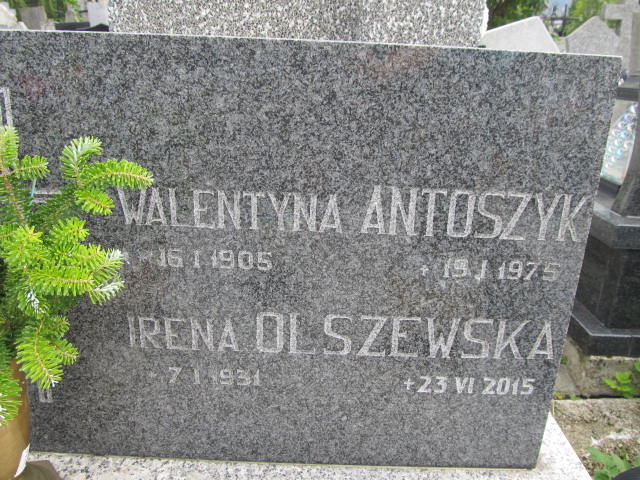 WALENTYNA ANTOSZYK
16 I 1905 +19 I 1975
IRENA OLSZEWSKA
7 I 1931 +23 VI 2015